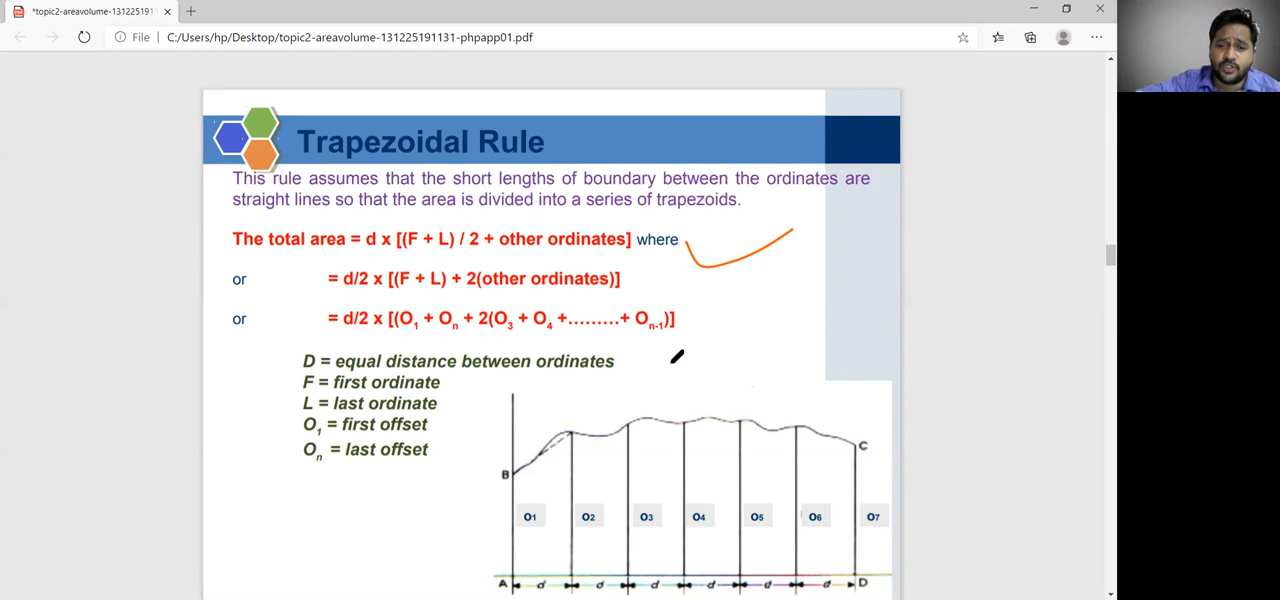 *topic2-areavolume-131225191
File | C:/Users/hp/Desktop/topic2-areavolume-131225191131-phpapp01.pdf
Trapezoidal Rule
This rule assumes that the short lengths of boundary between the ordinates are
straight lines so that the area is divided into a series of trapezoids.
The total area = d x [(F + L) / 2 + other ordinates] where
or = d/2 x [(F + L) + 2(other ordinates)]
or = d/2 x [(O1 + On + 2(O3 + O4 +.........+ On-1)]
D = equal distance between ordinates
F = first ordinate
L = last ordinate
O1 = first offset
On = last offset
B C
O1 O2 O3 O4 O5 O6 O7
A d d d d d d D